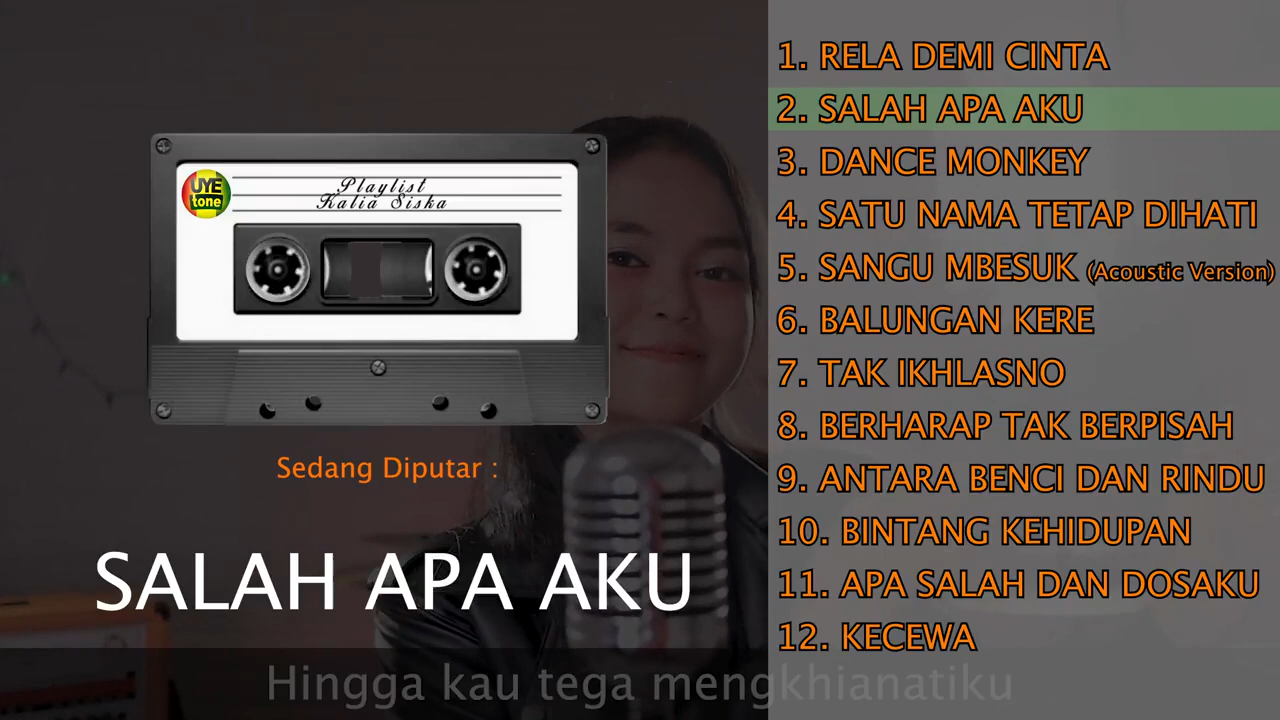 UYE
tone
Playlist
Kalia Siska
Sedang Diputar :
SALAH APA AKU
Hingga kau tega mengkhianatiku
1. RELA DEMI CINTA
2. SALAH APA AKU
3. DANCE MONKEY
4. SATU NAMA TETAP DIHATI
5. SANGU MBESUK (Acoustic Version)
6. BALUNGAN KERE
7. TAK IKHLASNO
8. BERHARAP TAK BERPISAH
9. ANTARA BENCI DAN RINDU
10. BINTANG KEHIDUPAN
11. APA SALAH DAN DOSAKU
12. KECEWA